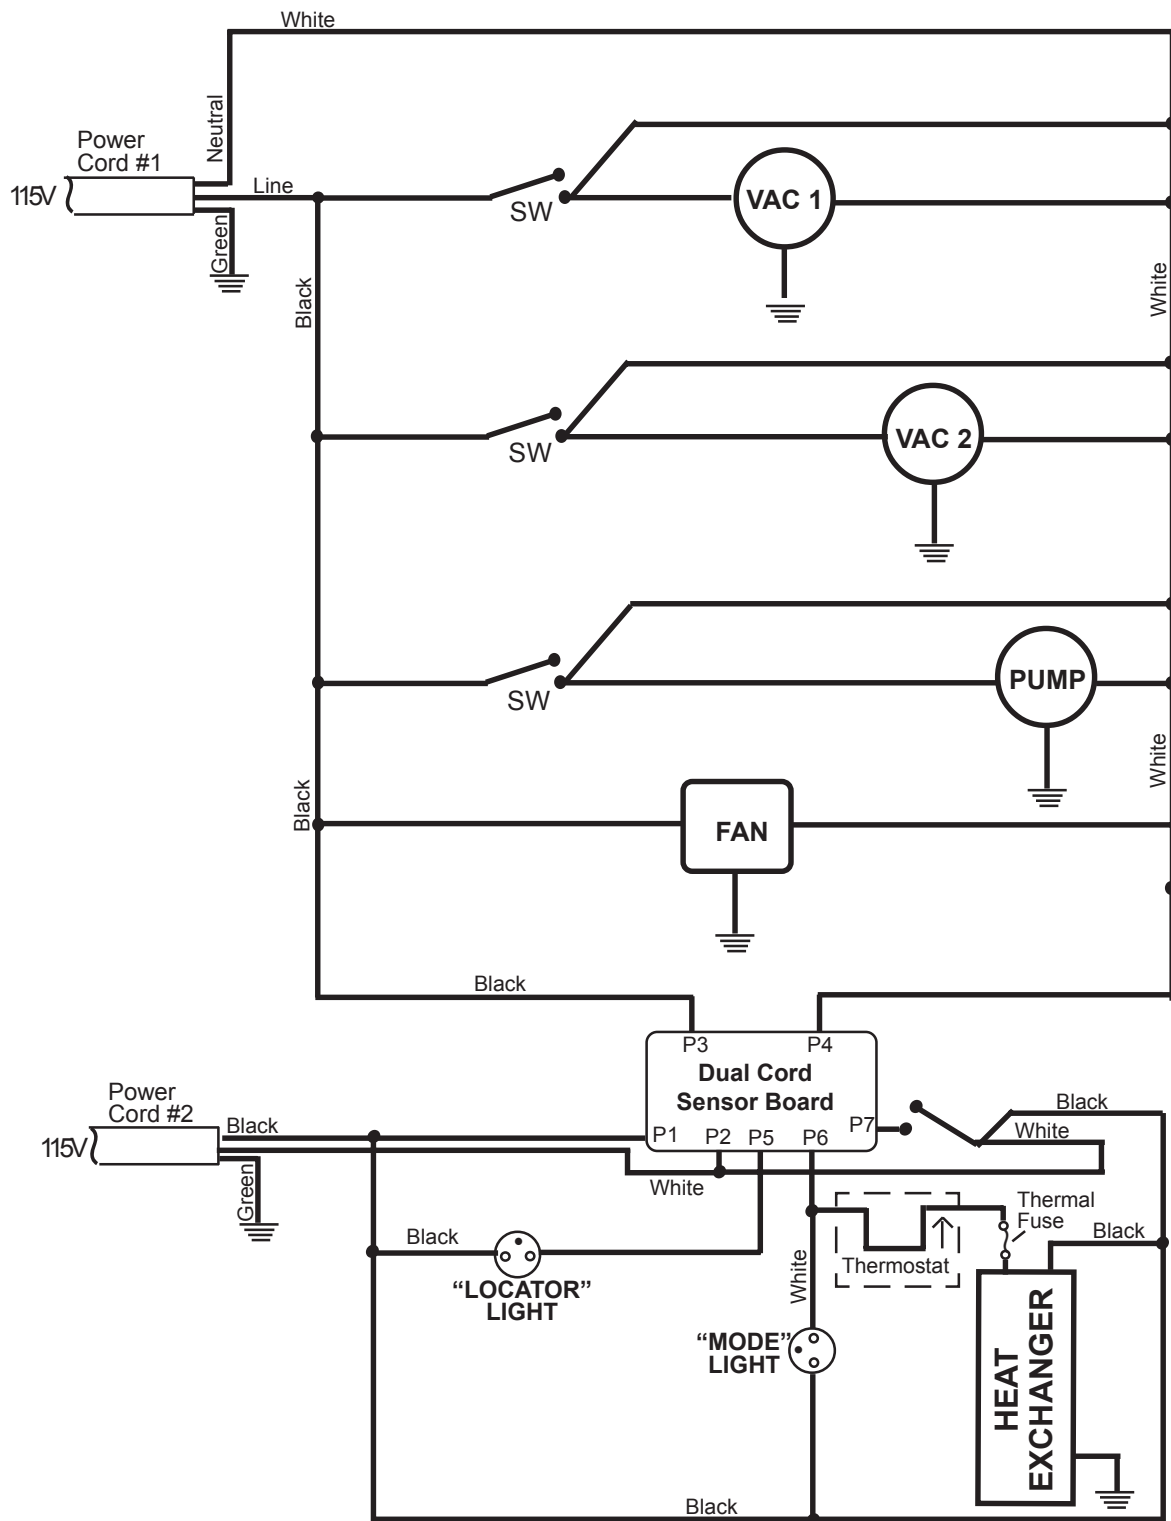 White
Neutral
Power
Cord #1
115V
Line
Green
SW
VAC 1
Black
White
SW
VAC 2
SW
PUMP
White
Black
FAN
Black
P3
P4
Dual Cord
Sensor Board
P7
P1
P2
P5
P6
Power
Cord #2
115V
Black
Green
White
Black
White
Thermal
Fuse
Black
Thermostat
Black
"LOCATOR"
LIGHT
White
"MODE"
LIGHT
HEAT
EXCHANGER
Black